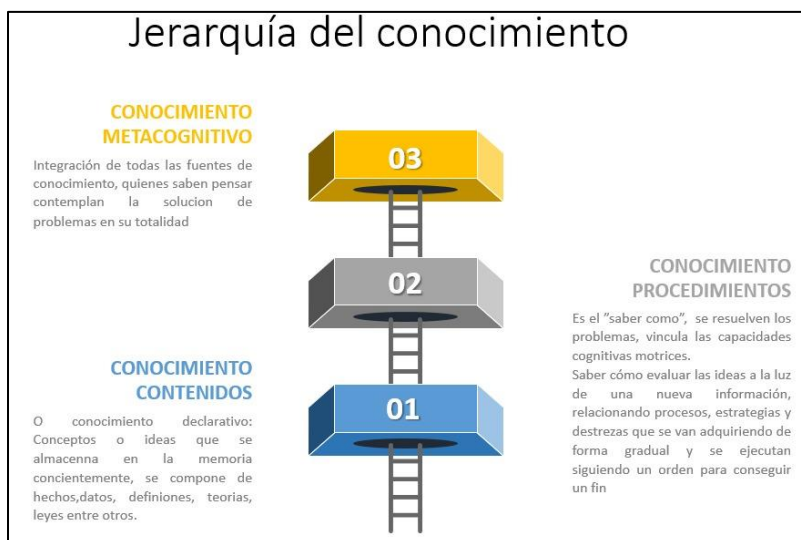 Jerarquía del conocimiento
CONOCIMIENTO
METACOGNITIVO
Integración de todas las fuentes de
conocimiento, quienes saben pensar
contemplan la solucion de
problemas en su totalidad
03
02
CONOCIMIENTO
PROCEDIMIENTOS
Es el "saber como", se resuelven los
problemas, vincula las capacidades
cognitivas motrices.
Saber cómo evaluar las ideas a la luz
de una nueva información,
relacionando procesos, estrategias y
destrezas que se van adquiriendo de
forma gradual y se ejecutan
siguiendo un orden para conseguir
un fin
CONOCIMIENTO
CONTENIDOS
O conocimiento declarativo:
Conceptos o ideas que se
almacenna en la memoria
concientemente, se compone de
hechos,datos, definiones, teorias,
leyes entre otros.
01